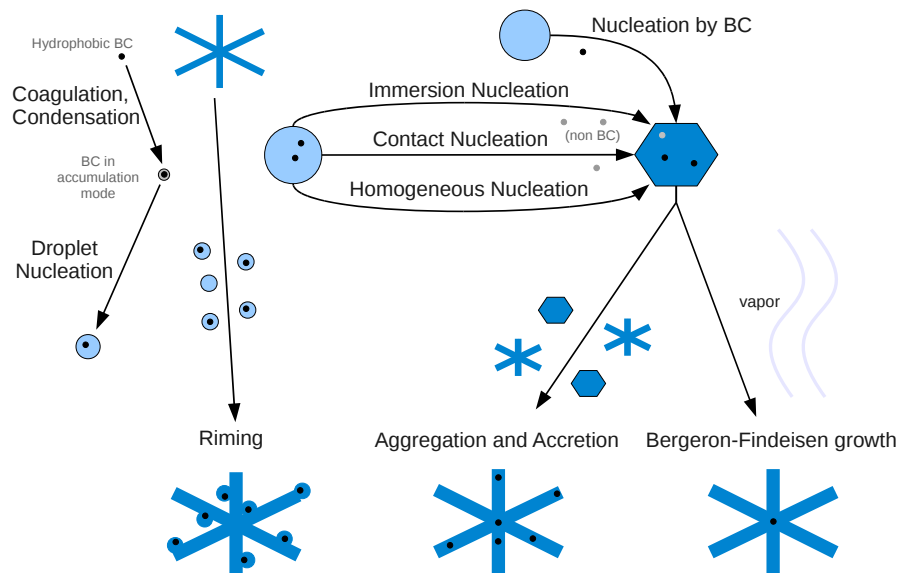 Nucleation by BC
Hydrophobic BC
Coagulation,
Condensation
Immersion Nucleation
Contact Nucleation
(non BC)
BC in
accumulation
mode
Homogeneous Nucleation
Droplet
Nucleation
vapor
Riming
Aggregation and Accretion
Bergeron-Findeisen growth